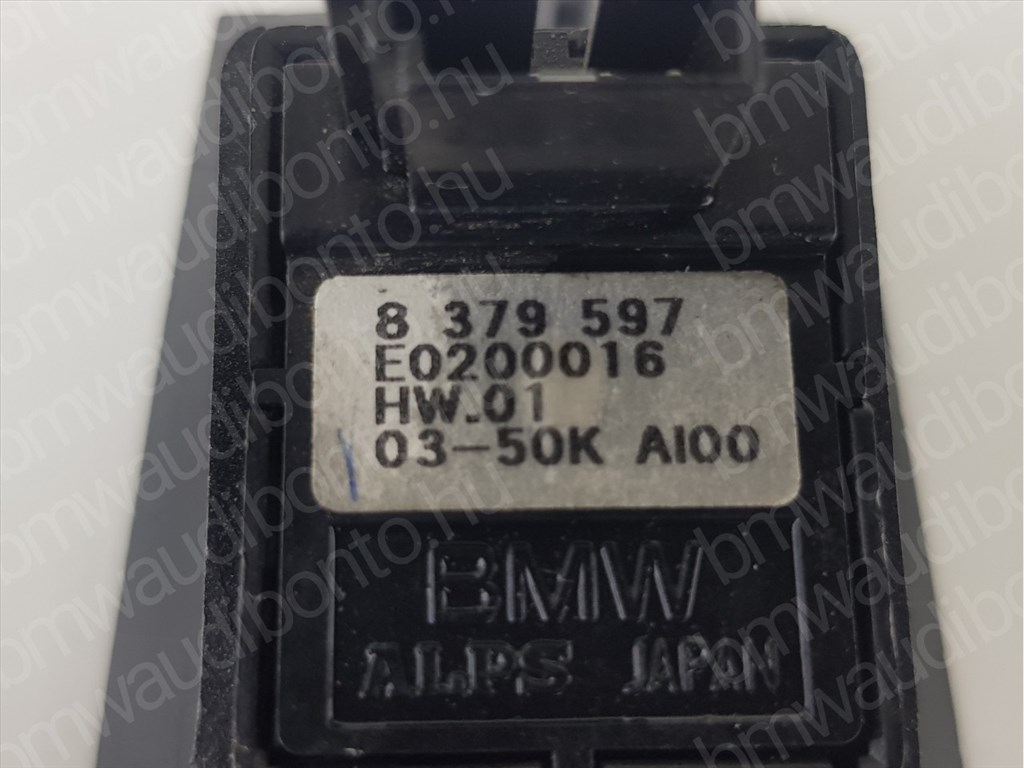 8 379 597
E0200016
HW.01
03-50K AI00
BMW
ALPS JAPAN
bmwaudibonto.hu